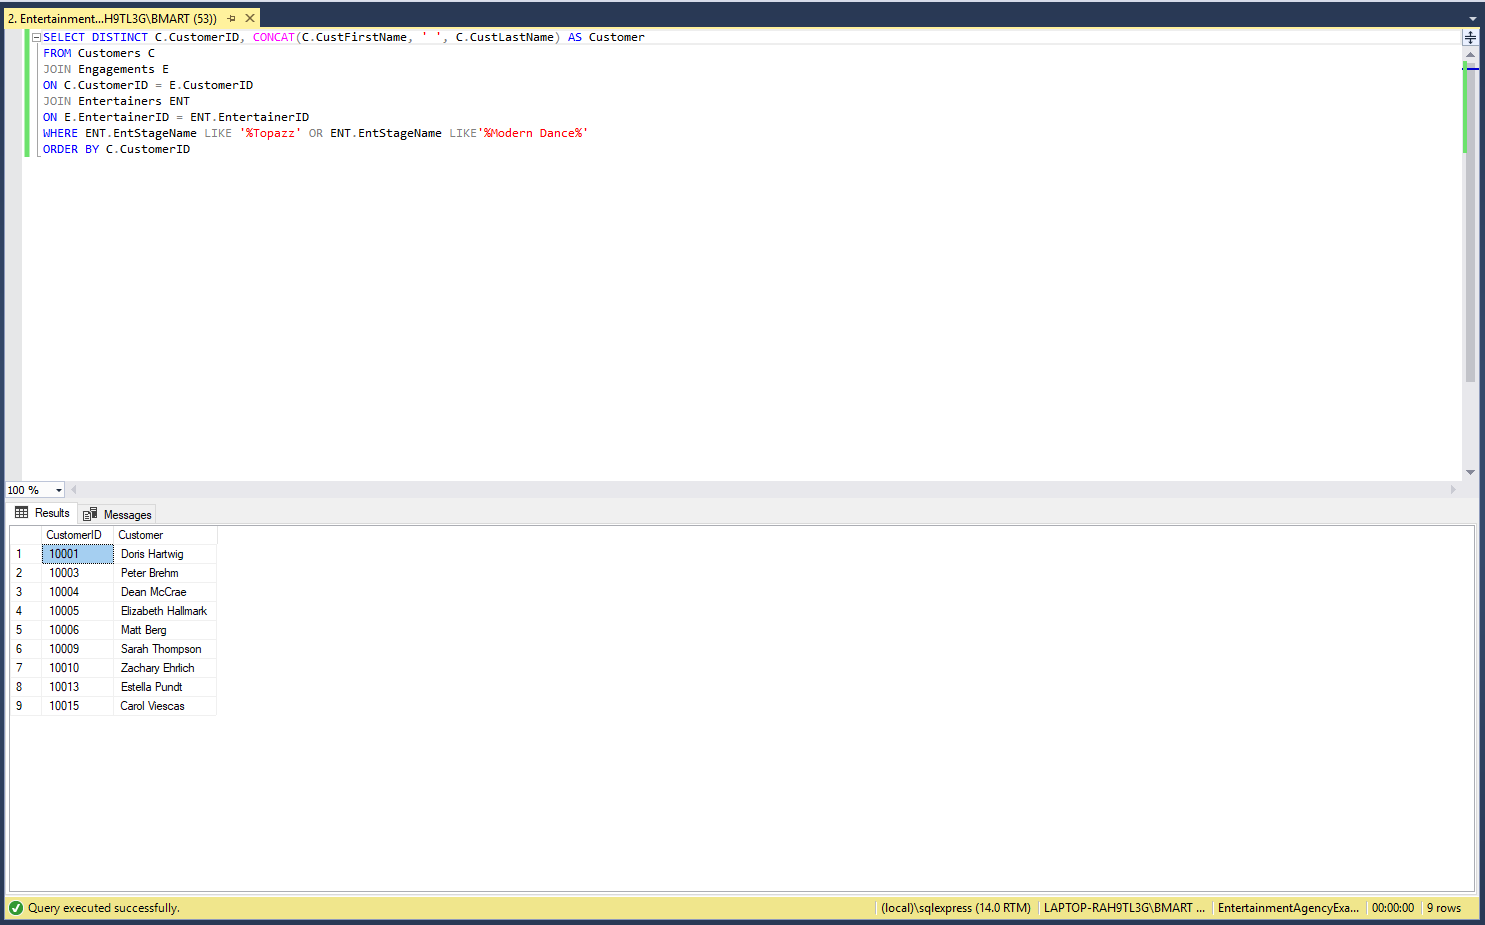 2. Entertainment...H9TL3G\BMART (53))
SELECT DISTINCT C.CustomerID, CONCAT(C.CustFirstName, ' ', C.CustLastName) AS Customer
FROM Customers C
JOIN Engagements E
ON C.CustomerID = E.CustomerID
JOIN Entertainers ENT
ON E.EntertainerID = ENT.EntertainerID
WHERE ENT.EntStageName LIKE '%Topazz' OR ENT.EntStageName LIKE'%Modern Dance%'
ORDER BY C.CustomerID
100 %
Results Messages
CustomerID Customer
1 10001 Doris Hartwig
2 10003 Peter Brehm
3 10004 Dean McCrae
4 10005 Elizabeth Hallmark
5 10006 Matt Berg
6 10009 Sarah Thompson
7 10010 Zachary Ehrlich
8 10013 Estella Pundt
9 10015 Carol Viescas
Query executed successfully. (local)\sqlexpress (14.0 RTM) LAPTOP-RAH9TL3G\BMART ... EntertainmentAgencyExa... 00:00:00 9 rows